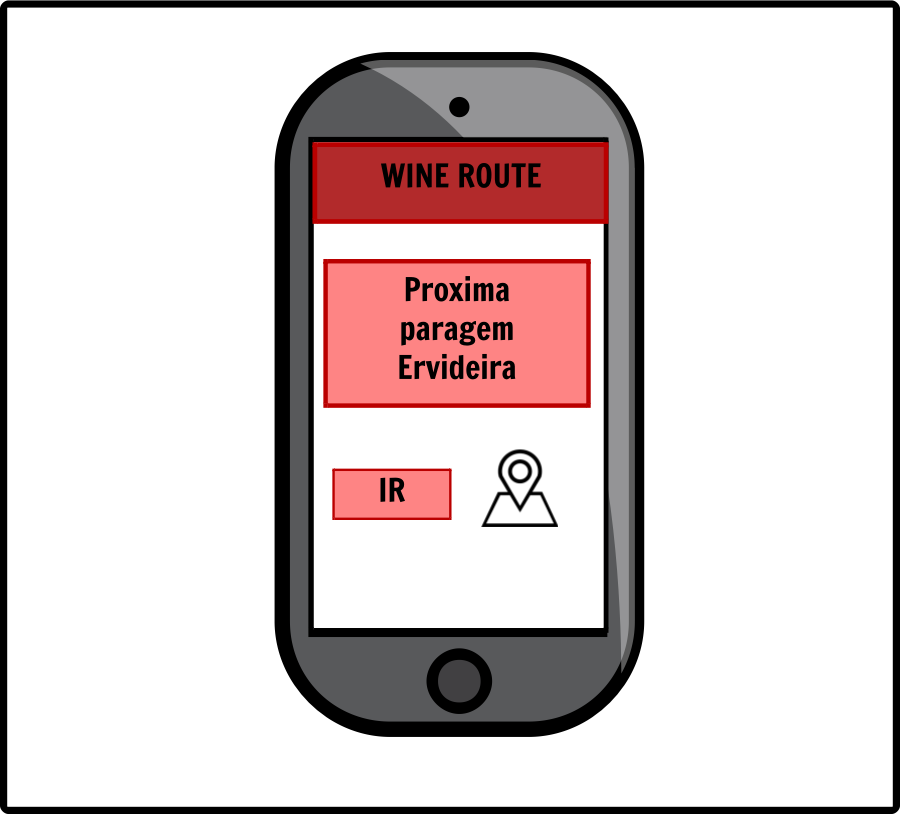 WINE ROUTE
Proxima
paragem
Ervideira
IR